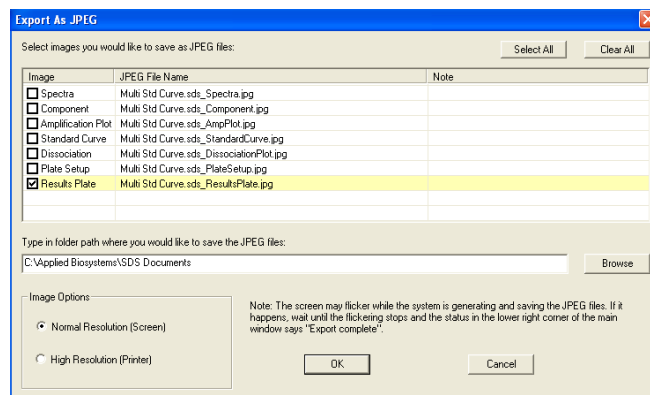 Export As JPEG
Select images you would like to save as JPEG files:
Select All
Clear All
Image JPEG File Name Note
Spectra Multi Std Curve.sds_Spectra.jpg
Component Multi Std Curve.sds_Component.jpg
Amplification Plot Multi Std Curve.sds_AmpPlot.jpg
Standard Curve Multi Std Curve.sds_StandardCurve.jpg
Dissociation Multi Std Curve.sds_DissociationPlot.jpg
Plate Setup Multi Std Curve.sds_PlateSetup.jpg
Results Plate Multi Std Curve.sds_ResultsPlate.jpg
Type in folder path where you would like to save the JPEG files:
C:\Applied Biosystems\SDS Documents
Browse
Image Options
Normal Resolution (Screen)
High Resolution (Printer)
Note: The screen may flicker while the system is generating and saving the JPEG files. If it
happens, wait until the flickering stops and the status in the lower right corner of the main
window says "Export complete".
OK
Cancel